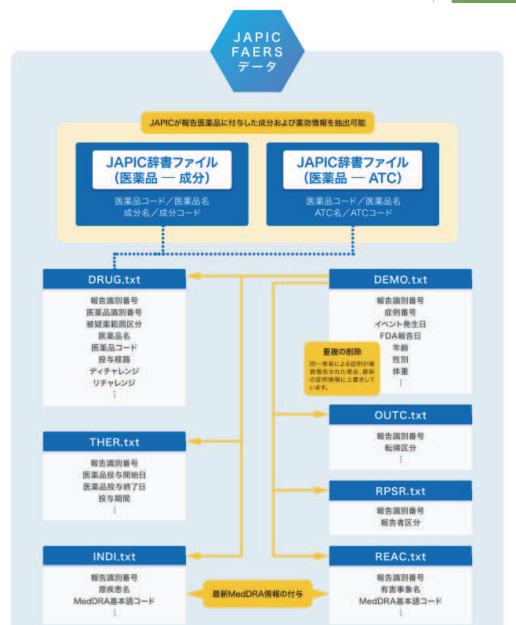 JAPIC
FAERS
データ
JAPICが報告医薬品に付与した成分および薬効情報を抽出可能
JAPIC辞書ファイル
（医薬品 ― 成分）
医薬品コード／医薬品名
成分名／成分コード
JAPIC辞書ファイル
（医薬品 ― ATC）
医薬品コード／医薬品名
ATC名／ATCコード
DRUG.txt
報告識別番号
医薬品識別番号
被疑薬範囲区分
医薬品名
医薬品コード
投与経路
ディチャレンジ
リチャレンジ
⋮
DEMO.txt
報告識別番号
症例番号
イベント発生日
FDA報告日
年齢
性別
体重
⋮
重複の削除
同一患者による症例が複
数報告された場合、最新
の症例情報に上書きして
います。
OUTC.txt
報告識別番号
転帰区分
⋮
THER.txt
報告識別番号
医薬品投与開始日
医薬品投与終了日
投与期間
⋮
RPSR.txt
報告識別番号
報告者区分
INDI.txt
報告識別番号
原疾患名
MedDRA基本語コード
⋮
最新MedDRA情報の付与
REAC.txt
報告識別番号
有害事象名
MedDRA基本語コード
⋮